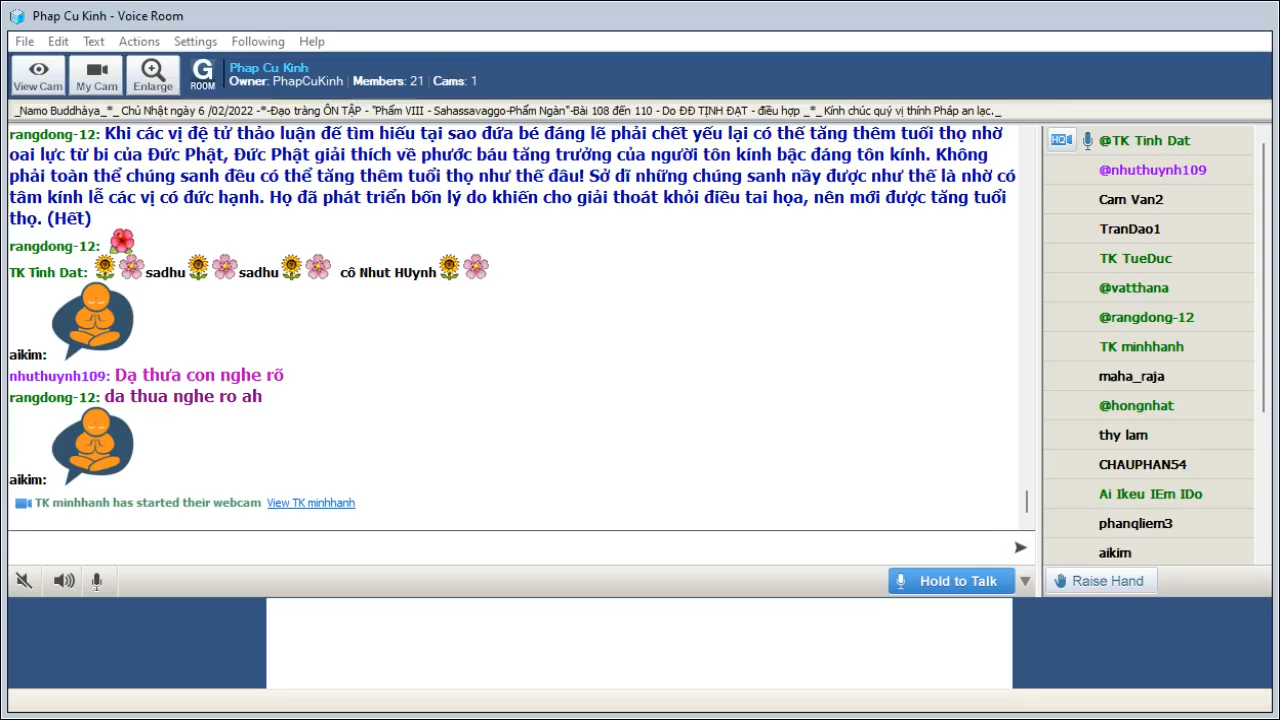 Phap Cu Kinh - Voice Room
File Edit Text Actions Settings Following Help
View Cam
My Cam
Enlarge
G
ROOM
Phap Cu Kinh
Owner: PhapCuKinh Members: 21 Cams: 1
_Namo Buddhàya_*_ Chủ Nhật ngày 6 /02/2022 -*-Đạo tràng ÔN TẬP - "Phẩm VIII - Sahassavaggo-Phẩm Ngàn"-Bài 108 đến 110 - Do ĐĐ TỊNH ĐẠT - điều hợp _*_ Kính chúc quý vị thính Pháp an lạc._
rangdong-12: Khi các vị đệ tử thảo luận để tìm hiểu tại sao đứa bé đáng lẽ phải chết yểu lại có thể tăng thêm tuổi thọ nhờ
oai lực từ bi của Đức Phật, Đức Phật giải thích về phước báu tăng trưởng của người tôn kính bậc đáng tôn kính. Không
phải toàn thể chúng sanh đều có thể tăng thêm tuổi thọ như thế đâu! Sở dĩ những chúng sanh nầy được như thế là nhờ có
tâm kính lễ các vị có đức hạnh. Họ đã phát triển bốn lý do khiến cho giải thoát khỏi điều tai họa, nên mới được tăng tuổi
thọ. (Hết)
rangdong-12:
TK Tinh Dat: sadhu sadhu cô Nhut HUynh
aikim:
nhuthuynh109: Dạ thưa con nghe rõ
rangdong-12: da thua nghe ro ah
aikim:
TK minhhanh has started their webcam View TK minhhanh
Hold to Talk
HD
@TK Tinh Dat
@nhuthuynh109
Cam Van2
TranDao1
TK TueDuc
@vatthana
@rangdong-12
TK minhhanh
maha_raja
@hongnhat
thy lam
CHAUPHAN54
Ai Ikeu IEm IDo
phanqliem3
aikim
Raise Hand